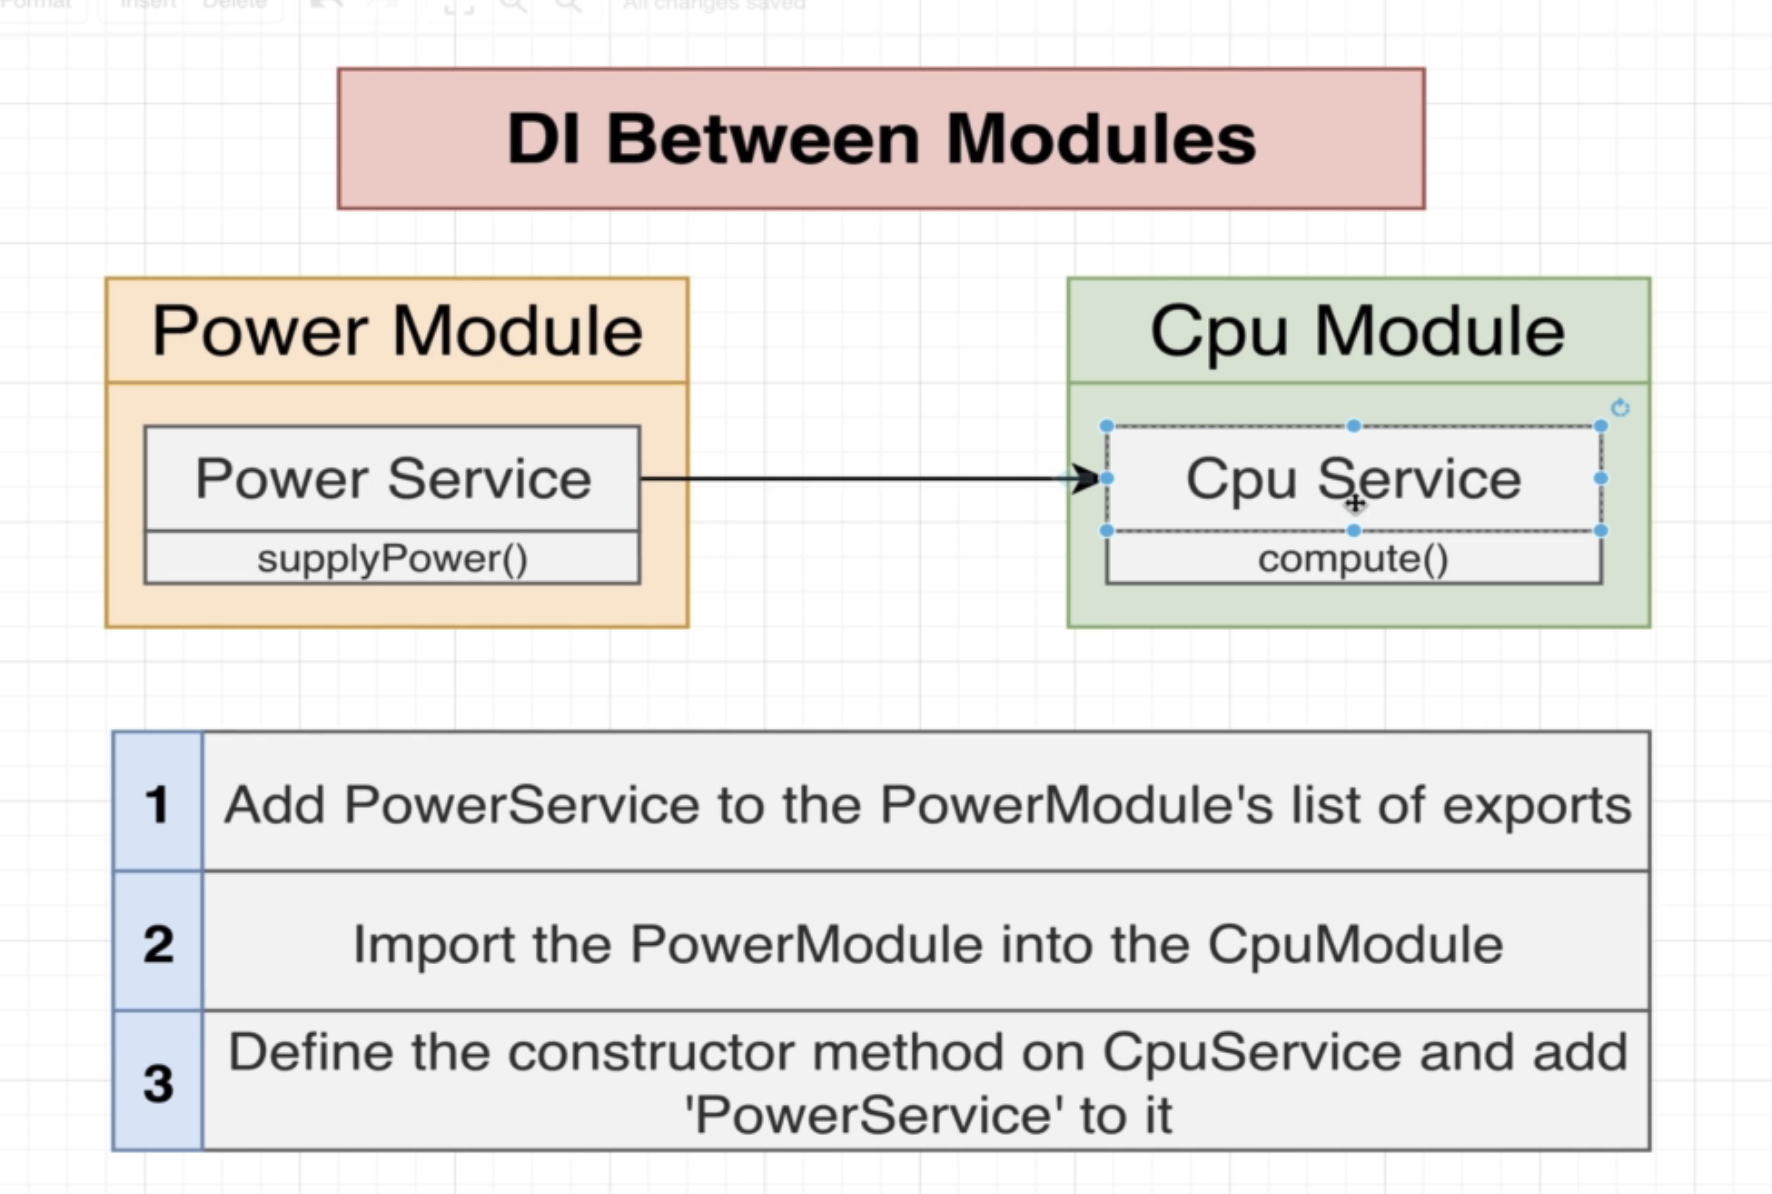 Format Insert Delete All changes saved
DI Between Modules
Power Module
Cpu Module
Power Service
Cpu Service
supplyPower()
compute()
1 Add PowerService to the PowerModule's list of exports
2 Import the PowerModule into the CpuModule
3 Define the constructor method on CpuService and add
'PowerService' to it